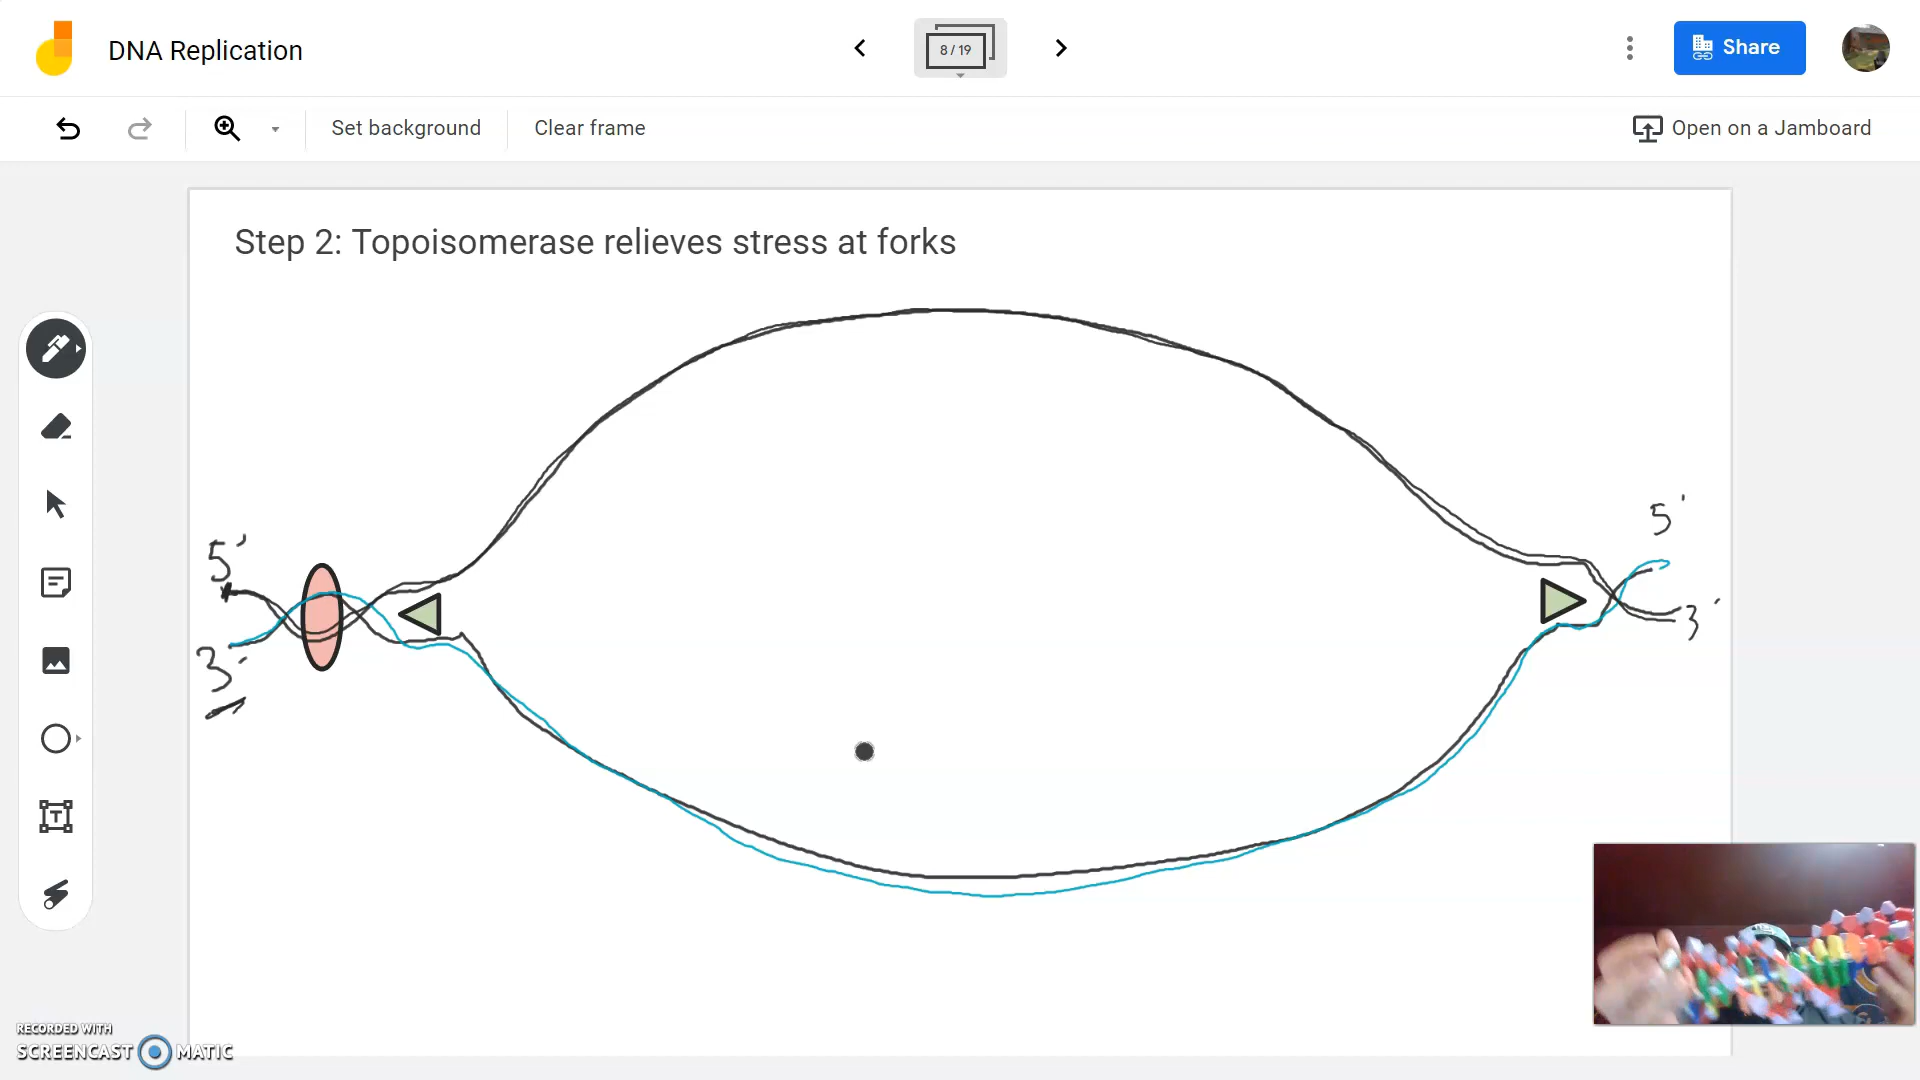 DNA Replication
8 / 19
Share
Set background
Clear frame
Open on a Jamboard
Step 2: Topoisomerase relieves stress at forks
5'
3'
5'
3'
T
RECORDED WITH
SCREENCAST MATIC